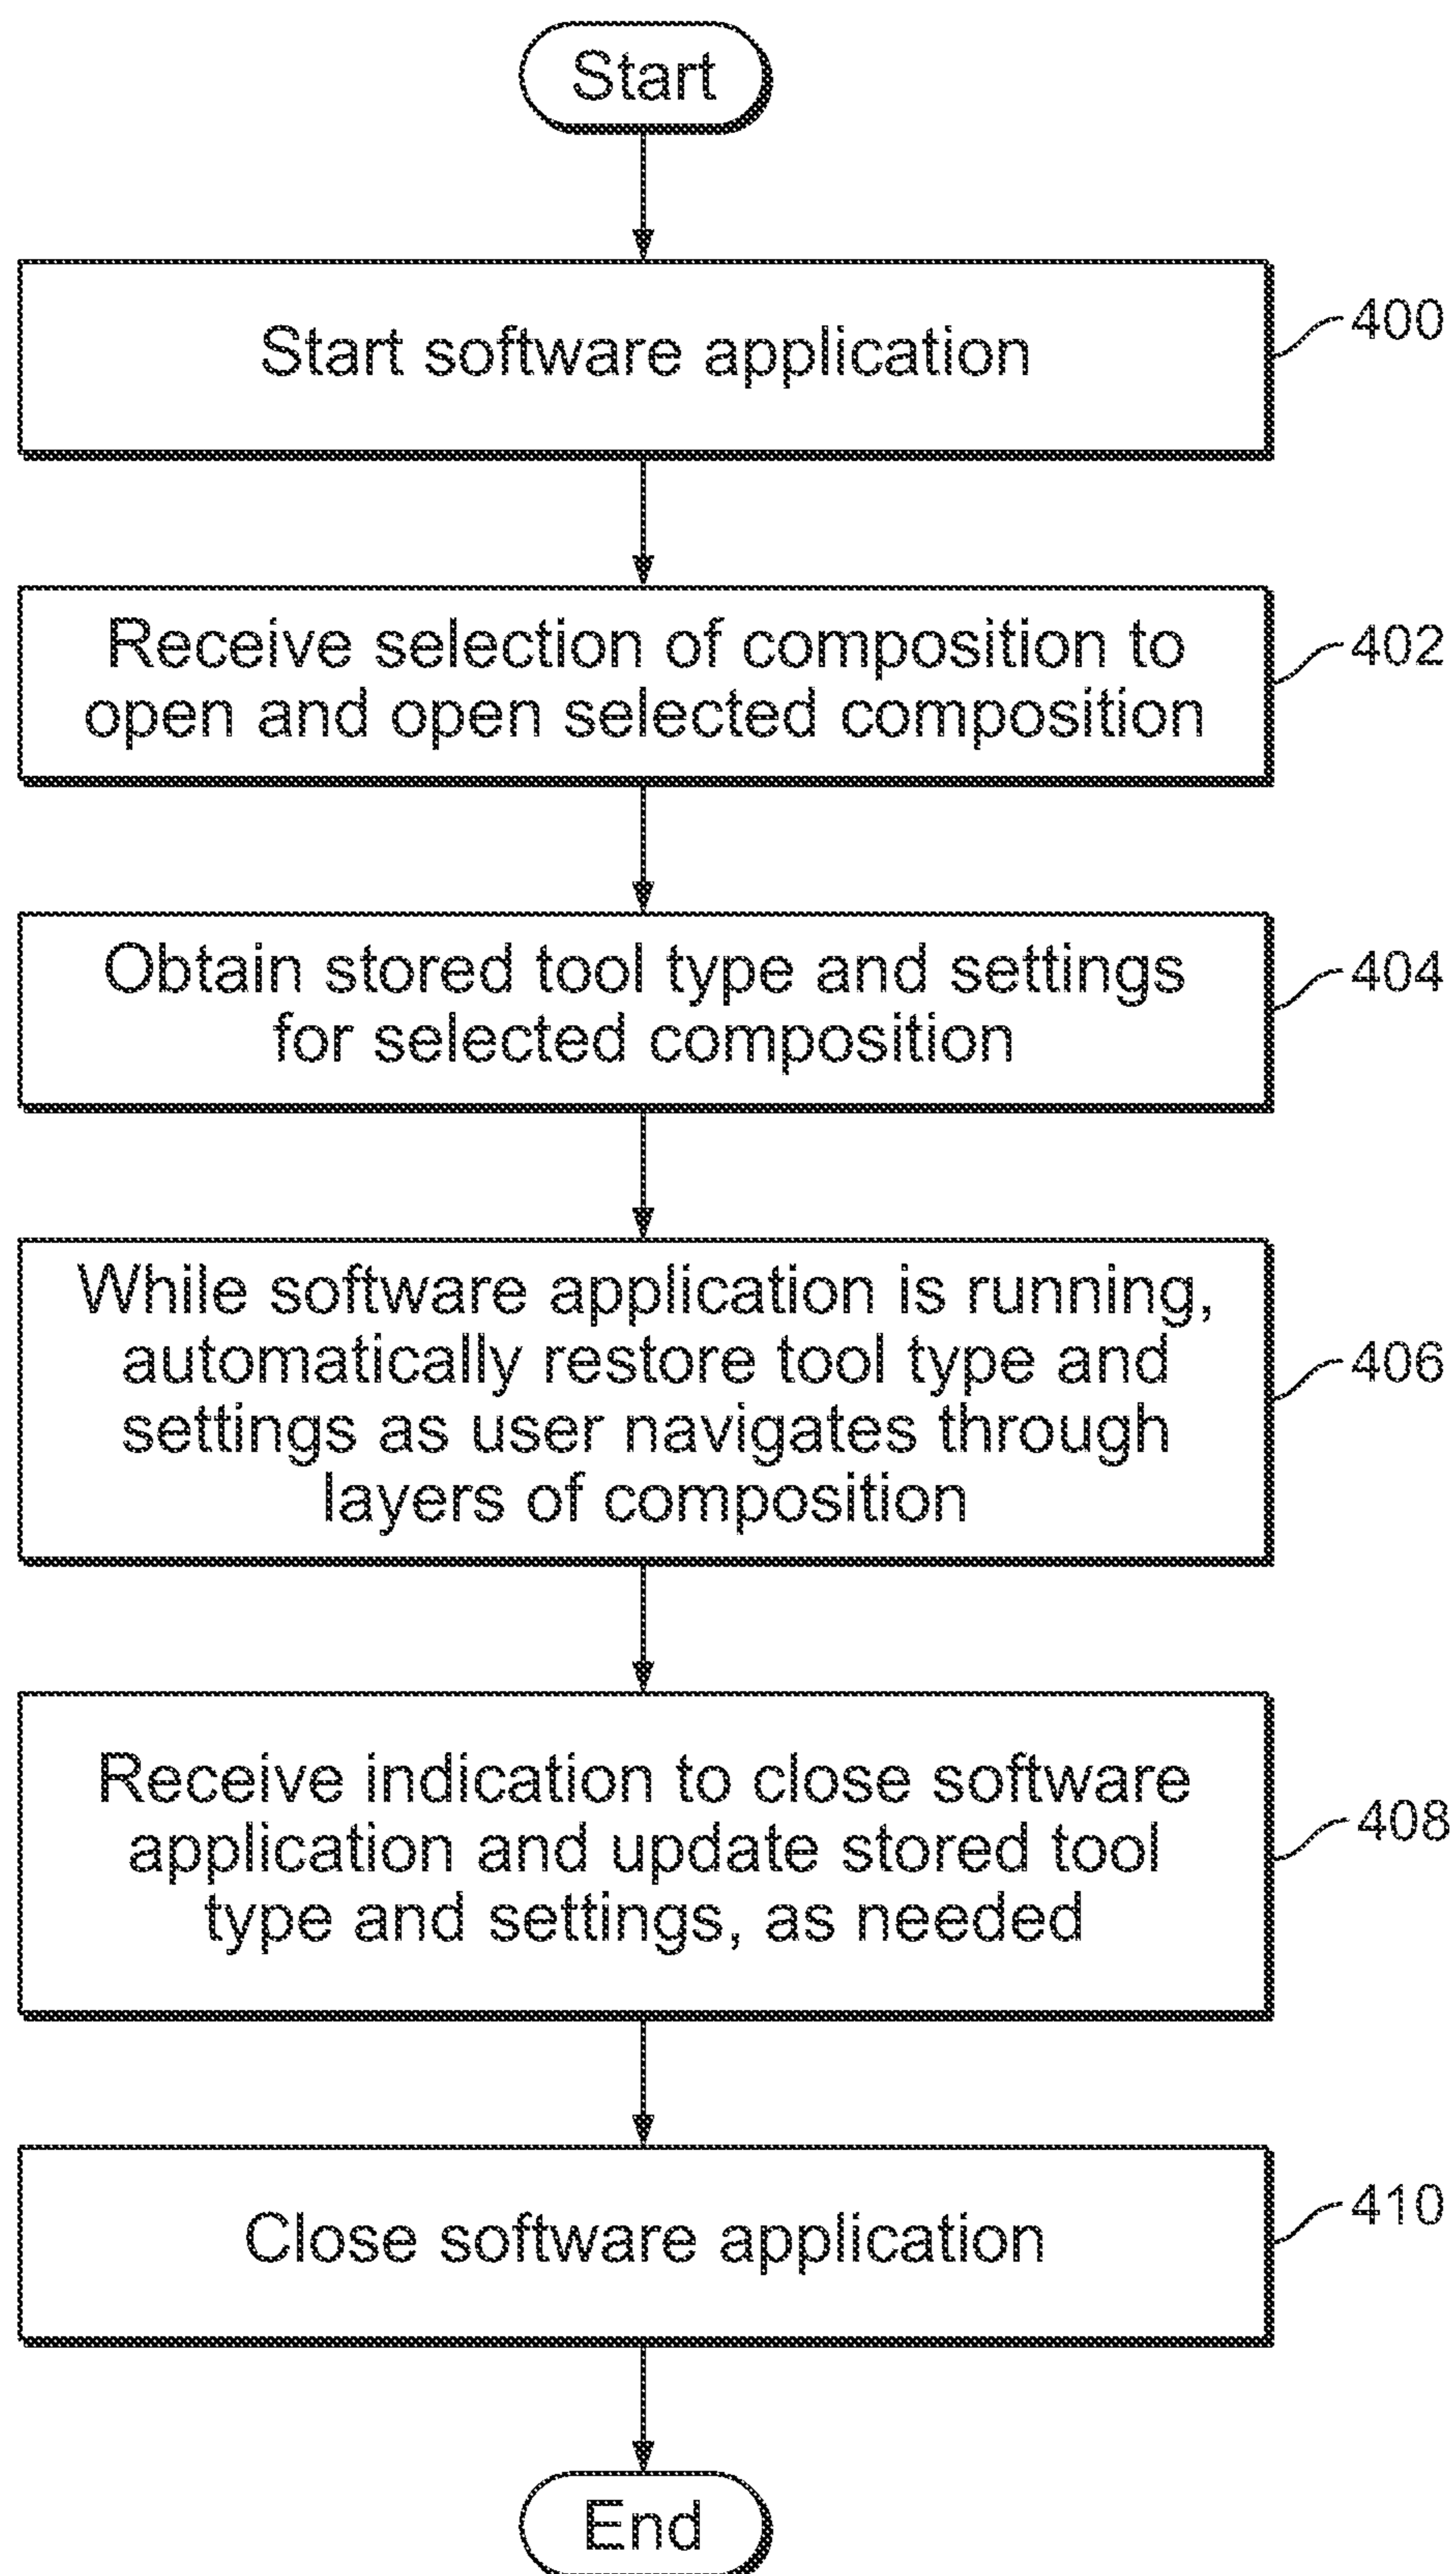 Start
Start software application
400
Receive selection of composition to
open and open selected composition
402
Obtain stored tool type and settings
for selected composition
404
While software application is running,
automatically restore tool type and
settings as user navigates through
layers of composition
406
Receive indication to close software
application and update stored tool
type and settings, as needed
408
Close software application
410
End